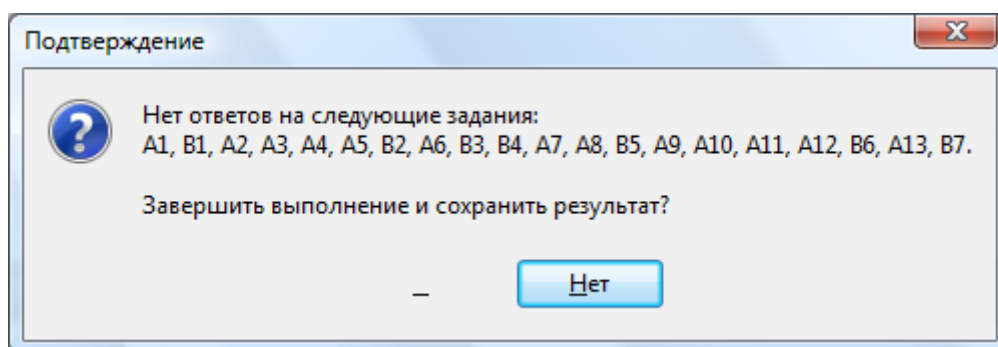 Подтверждение
Нет ответов на следующие задания:
A1, B1, A2, A3, A4, A5, B2, A6, B3, B4, A7, A8, B5, A9, A10, A11, A12, B6, A13, B7.
Завершить выполнение и сохранить результат?
Нет